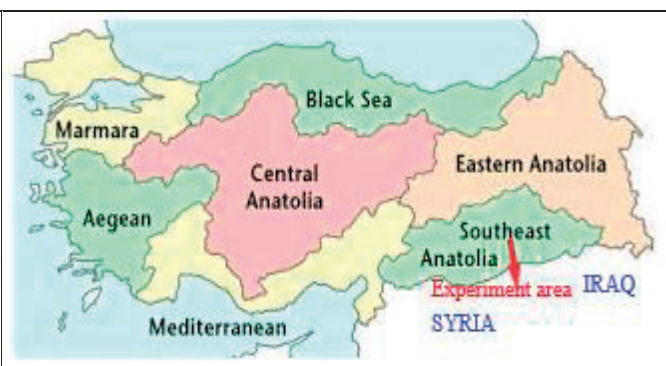 Black Sea
Marmara
Central
Anatolia
Eastern Anatolia
Aegean
Southeast
Anatolia
Experiment area
IRAQ
SYRIA
Mediterranean